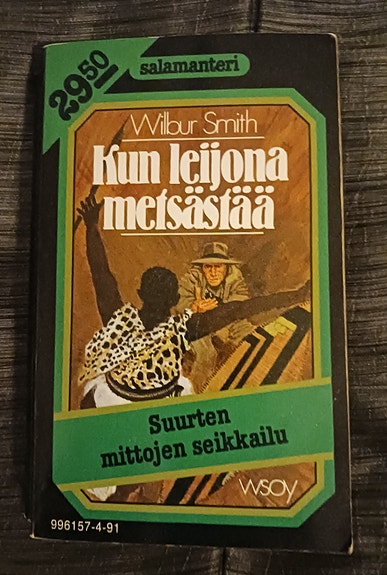 29.50
salamanteri
Wilbur Smith
Kun leijona
metsästää
Suurten
mittojen seikkailu
wsoy
996157-4-91